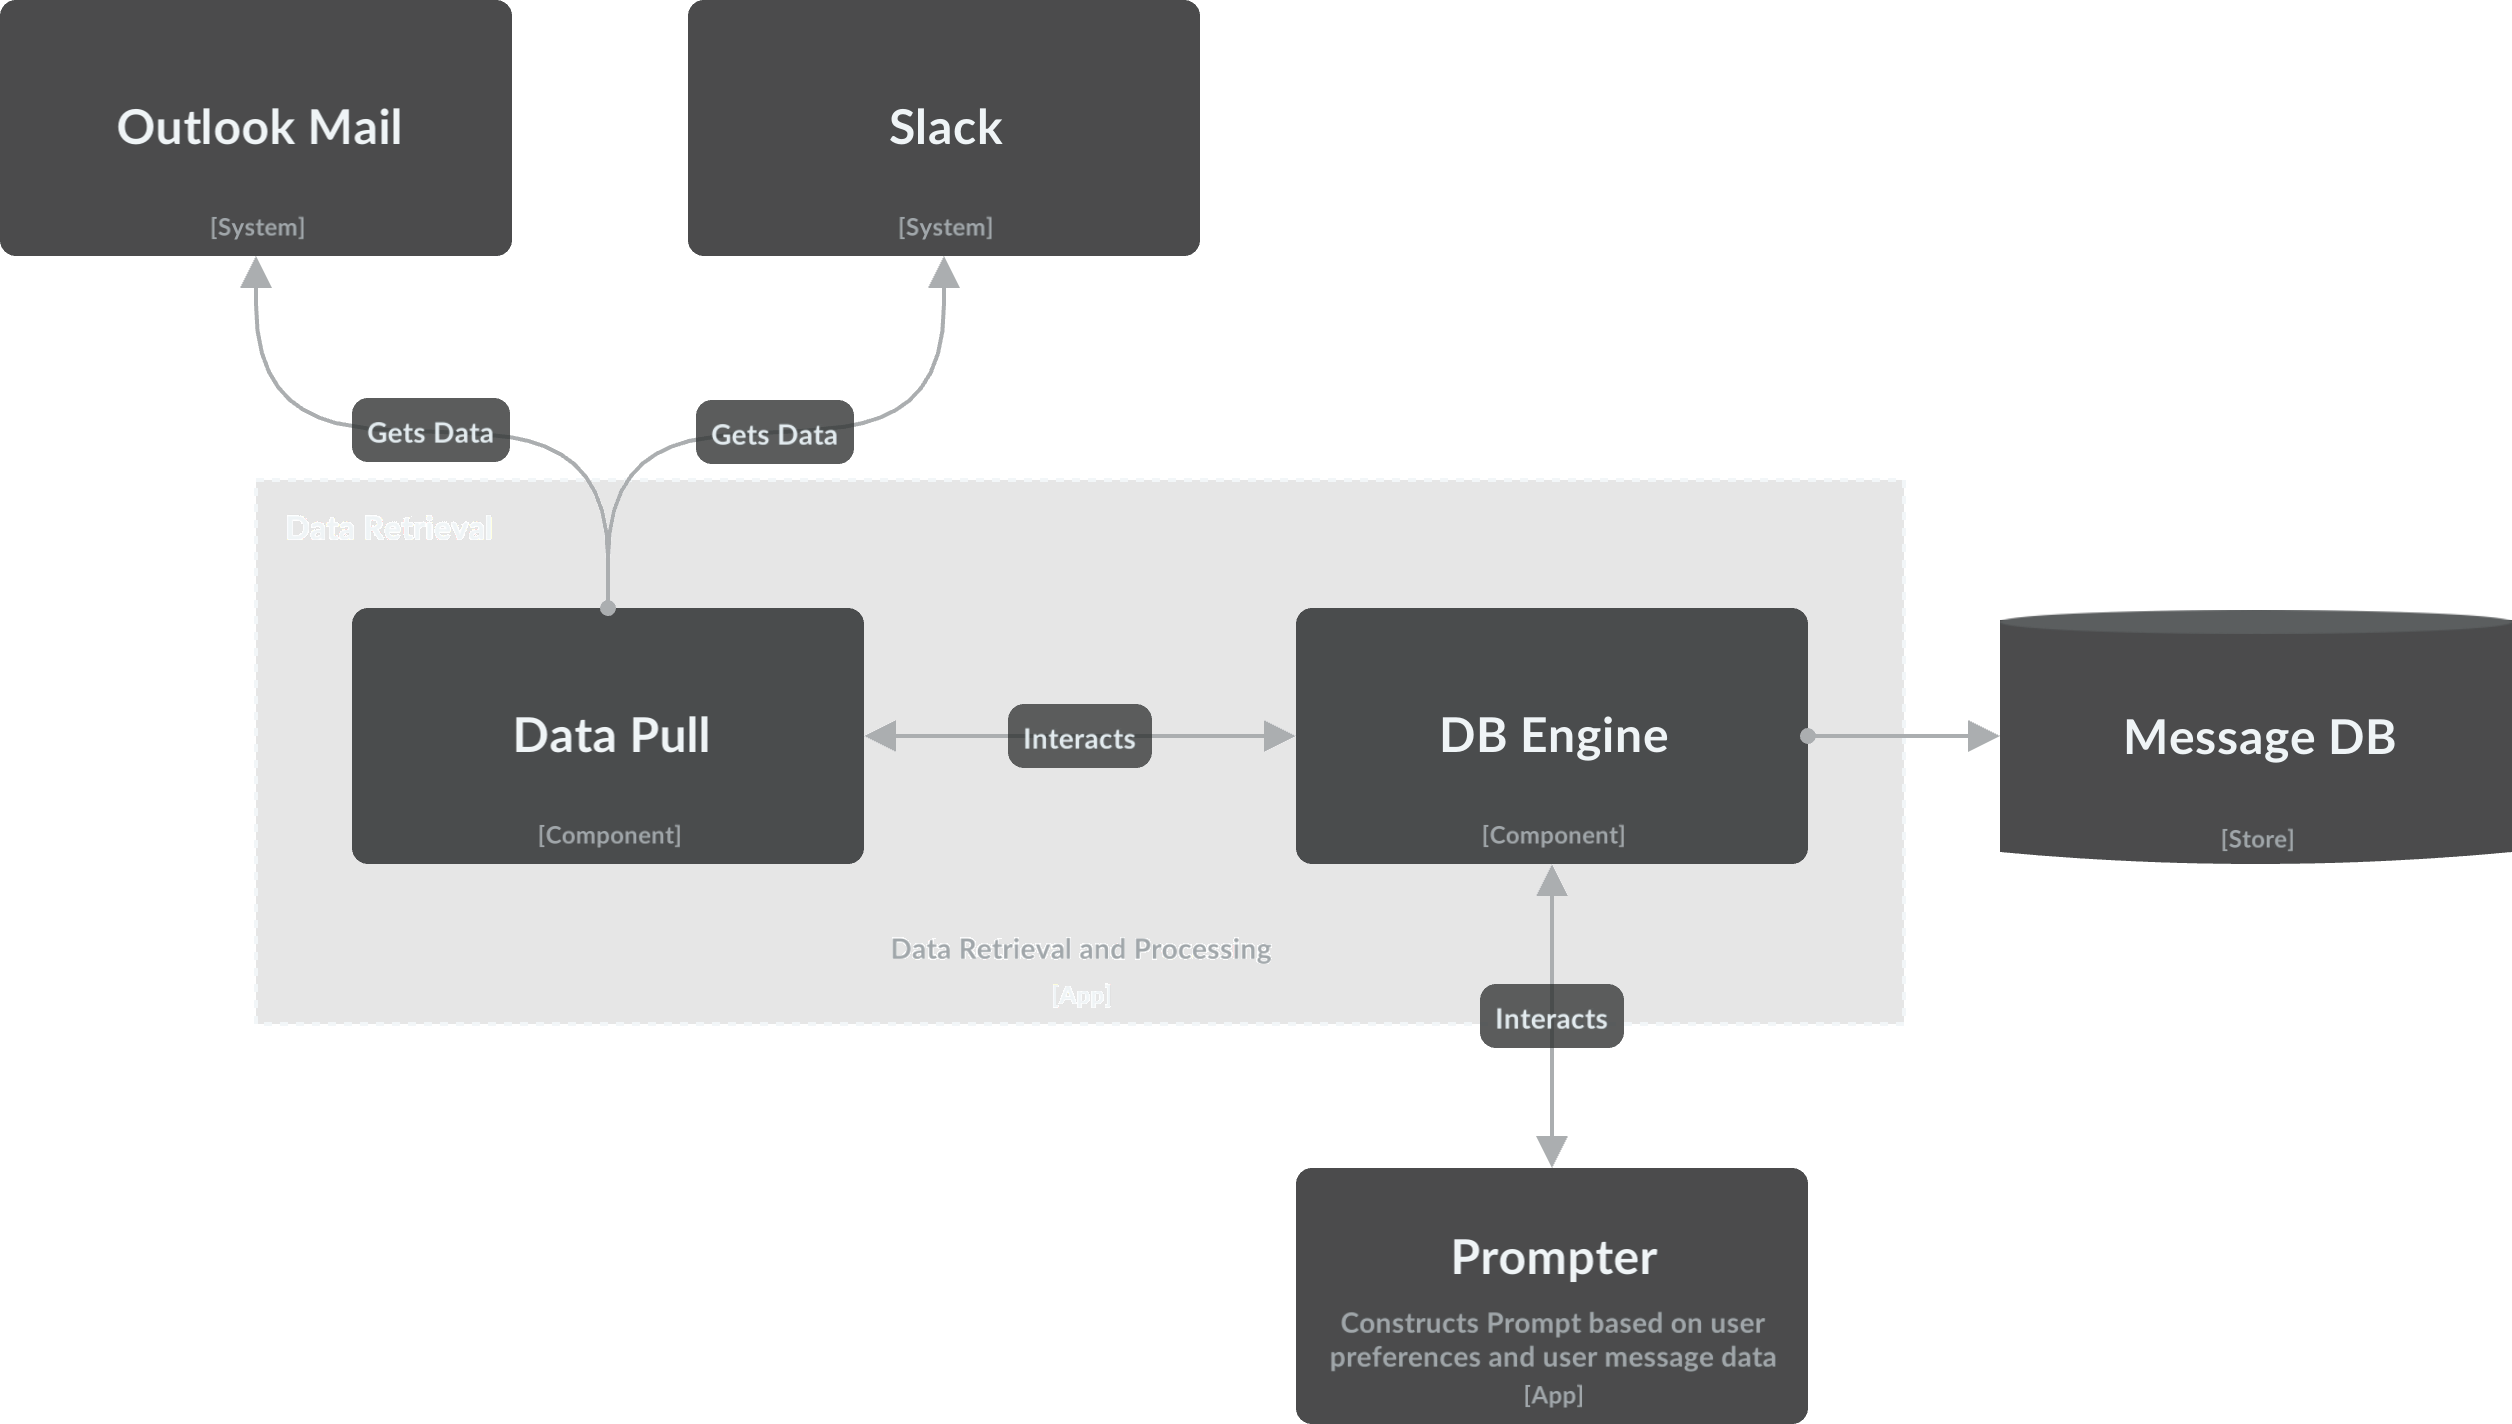 Outlook Mail
[System]
Slack
[System]
Gets Data
Gets Data
Data Retrieval
Data Pull
[Component]
Interacts
DB Engine
[Component]
Message DB
[Store]
Data Retrieval and Processing
[App]
Interacts
Prompter
Constructs Prompt based on user
preferences and user message data
[App]